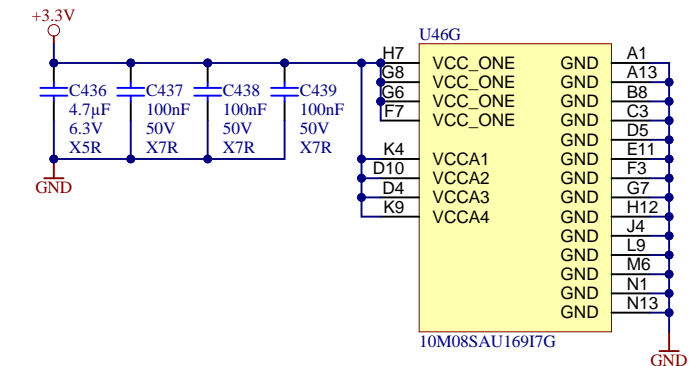 +3.3V
U46G
H7 VCC_ONE GND A1
G8 VCC_ONE GND A13
G6 VCC_ONE GND B8
F7 VCC_ONE GND C3
GND D5
K4 VCCA1 GND E11
D10 VCCA2 GND F3
D4 VCCA3 GND G7
K9 VCCA4 GND H12
GND J4
GND L9
GND M6
GND N1
GND N13
C436
4.7µF
6.3V
X5R
C437
100nF
50V
X7R
C438
100nF
50V
X7R
C439
100nF
50V
X7R
GND
10M08SAU169I7G
GND